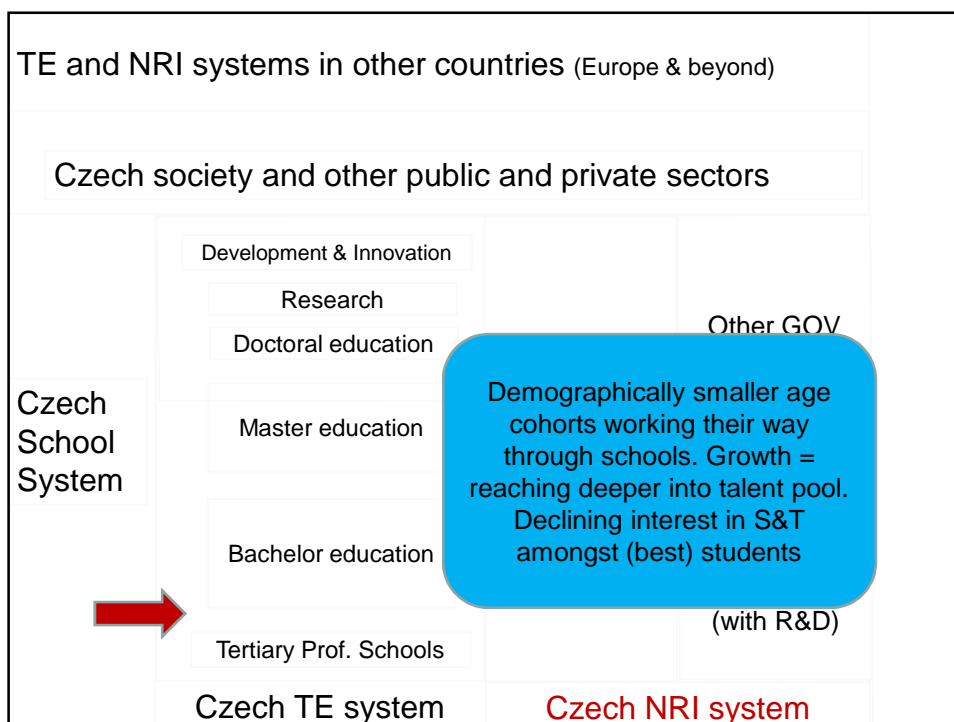 TE and NRI systems in other countries (Europe & beyond)
Czech society and other public and private sectors
Development & Innovation
Research
Doctoral education
Master education
Bachelor education
Tertiary Prof. Schools
Czech
School
System
Other GOV
Demographically smaller age
cohorts working their way
through schools. Growth =
reaching deeper into talent pool.
Declining interest in S&T
amongst (best) students
(with R&D)
Czech TE system
Czech NRI system